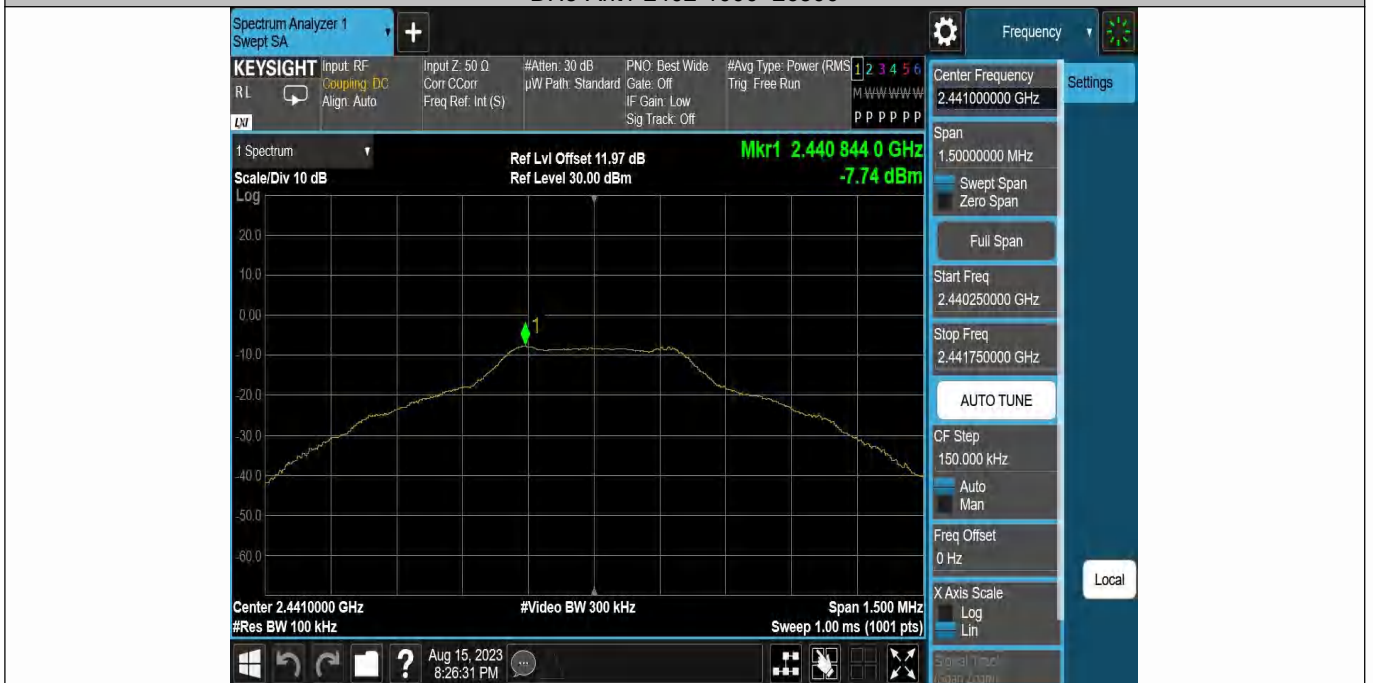 Spectrum Analyzer 1
Swept SA
+
Frequency
KEYSIGHT
RL
LXI
Input: RF
Coupling: DC
Align: Auto
Input Z: 50 Ω
Corr CCorr
Freq Ref: Int (S)
#Atten: 30 dB
µW Path: Standard
PNO: Best Wide
Gate: Off
IF Gain: Low
Sig Track: Off
#Avg Type: Power (RMS
Trig: Free Run
1 2 3 4 5 6
M W W W W W
P P P P P P
Center Frequency
2.441000000 GHz
Settings
Span
1.50000000 MHz
Swept Span
Zero Span
Full Span
Start Freq
2.440250000 GHz
Stop Freq
2.441750000 GHz
AUTO TUNE
CF Step
150.000 kHz
Auto
Man
Freq Offset
0 Hz
X Axis Scale
Log
Lin
Signal Track
(Span Zoom)
Local
1 Spectrum
Scale/Div 10 dB
Ref Lvl Offset 11.97 dB
Ref Level 30.00 dBm
Mkr1 2.440 844 0 GHz
-7.74 dBm
Log
20.0
10.0
0.00
-10.0
-20.0
-30.0
-40.0
-50.0
-60.0
1
Center 2.4410000 GHz
#Res BW 100 kHz
#Video BW 300 kHz
Span 1.500 MHz
Sweep 1.00 ms (1001 pts)
?
Aug 15, 2023
8:26:31 PM